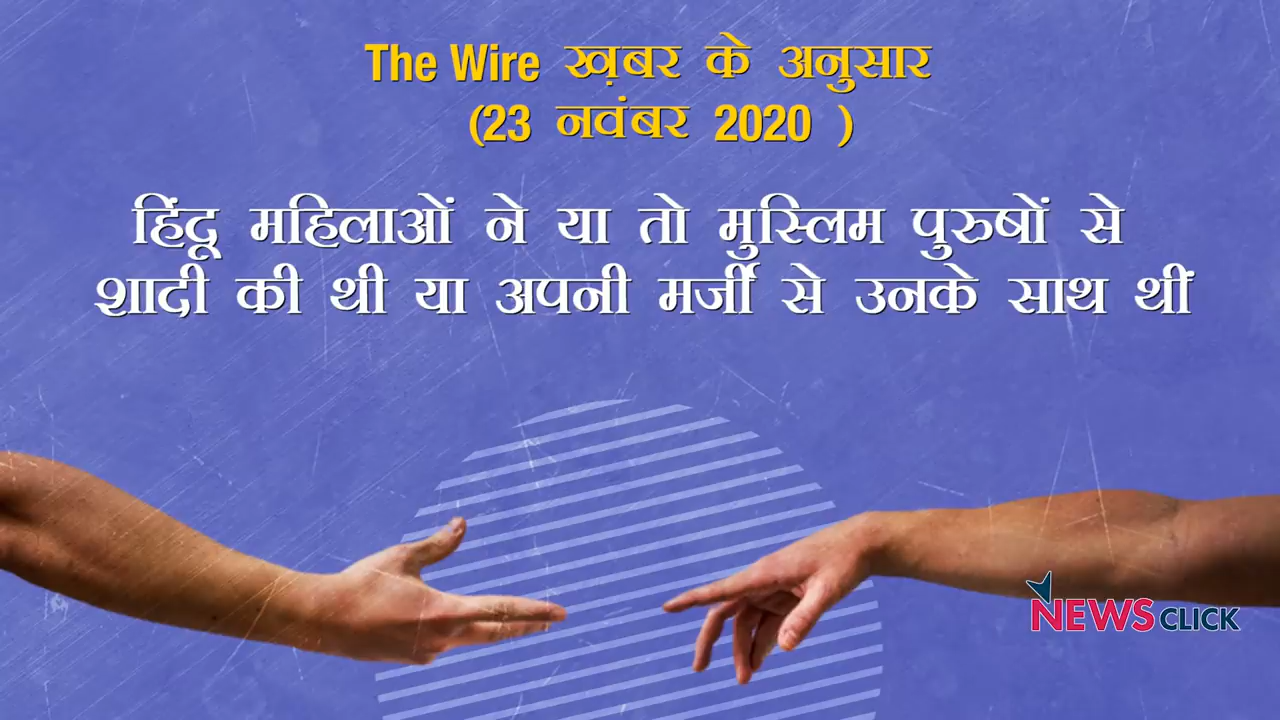 The Wire ख़बर के अनुसार
(23 नवंबर 2020 )
हिंदू महिलाओं ने या तो मुस्लिम पुरुषों से
शादी की थी या अपनी मर्जी से उनके साथ थीं
NEWSCLICK